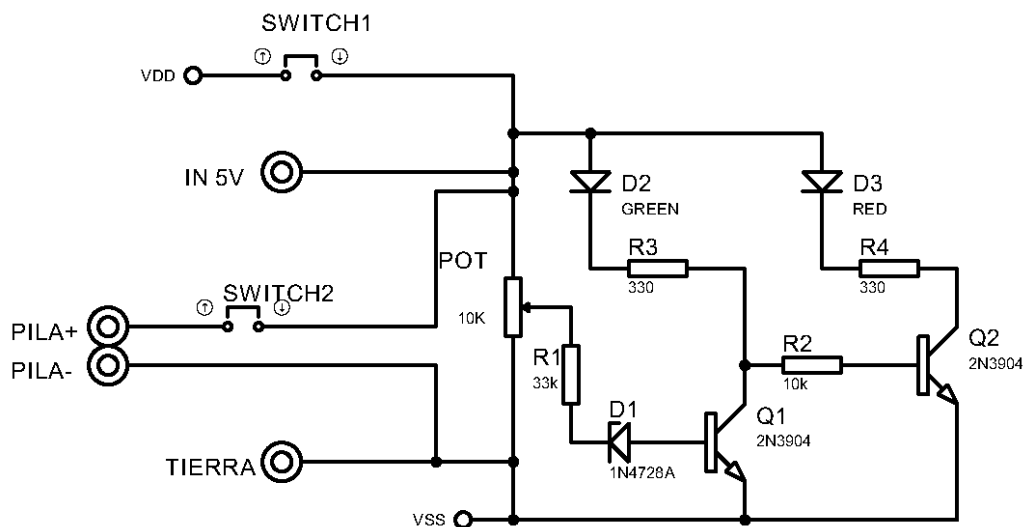 SWITCH1
VDD
IN 5V
D2
GREEN
D3
RED
POT
10K
R3
330
R4
330
SWITCH2
PILA+
PILA-
R1
33k
R2
10k
Q2
2N3904
D1
1N4728A
Q1
2N3904
TIERRA
VSS